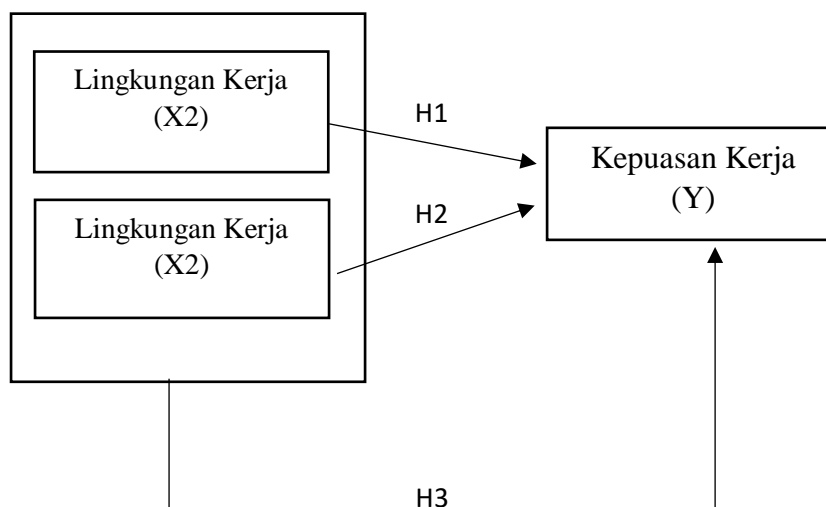 Lingkungan Kerja
(X2)
H1
Kepuasan Kerja
(Y)
Lingkungan Kerja
(X2)
H2
H3